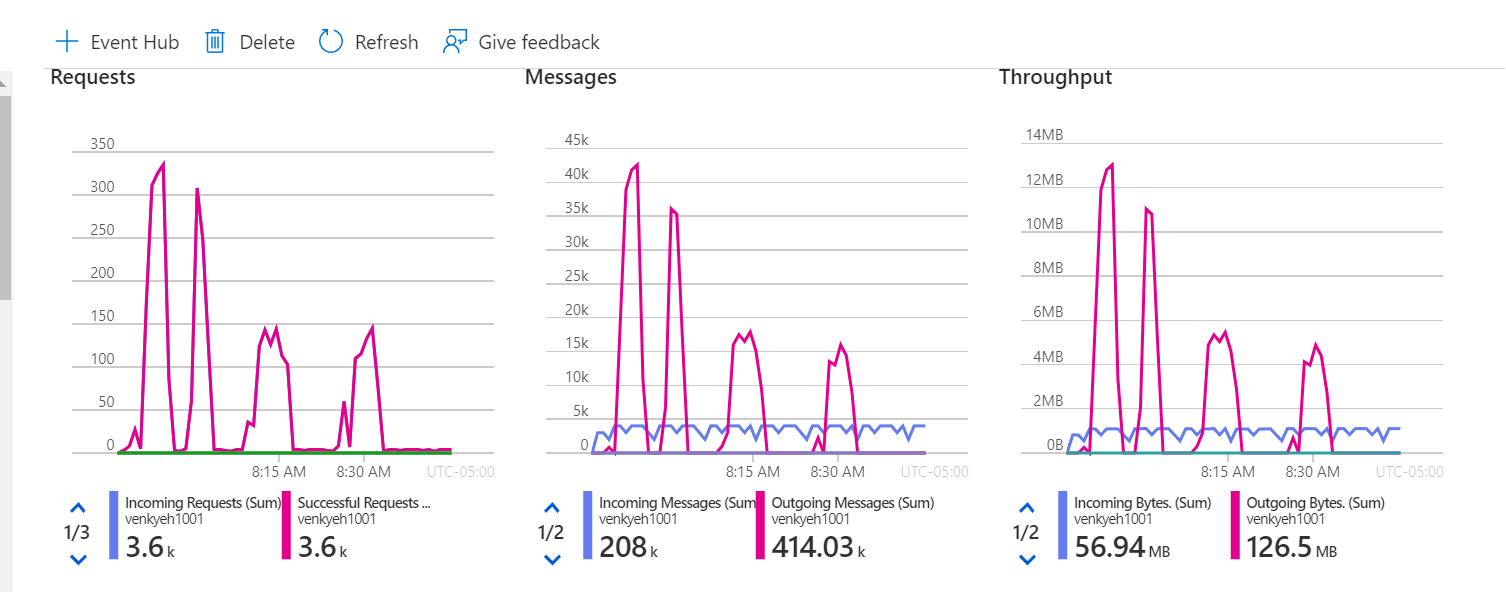 Event Hub Delete Refresh Give feedback
Requests
350
300
250
200
150
100
50
0
8:15 AM 8:30 AM UTC-05:00
1/3
Incoming Requests (Sum)
venkyeh1001
3.6 k
Successful Requests ...
venkyeh1001
3.6 k
Messages
45k
40k
35k
30k
25k
20k
15k
10k
5k
0
8:15 AM 8:30 AM UTC-05:00
1/2
Incoming Messages (Sum
venkyeh1001
208 k
Outgoing Messages (Sum)
venkyeh1001
414.03 k
Throughput
14MB
12MB
10MB
8MB
6MB
4MB
2MB
0B
8:15 AM 8:30 AM UTC-05:00
1/2
Incoming Bytes. (Sum)
venkyeh1001
56.94 MB
Outgoing Bytes. (Sum)
venkyeh1001
126.5 MB